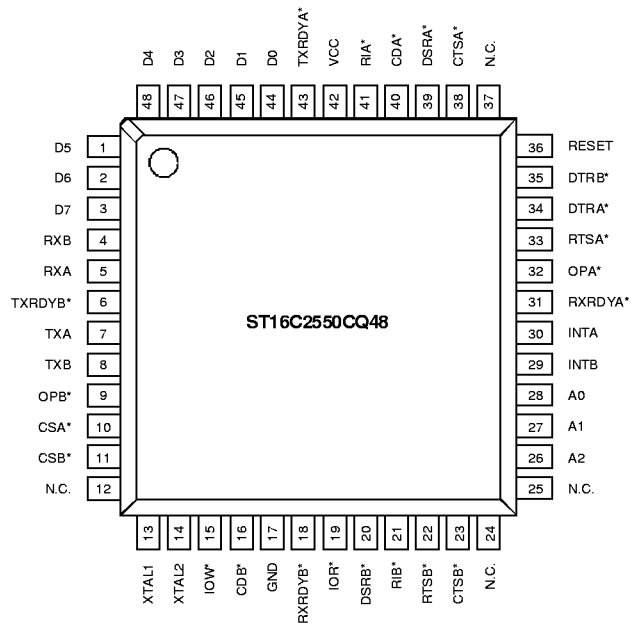 D4 D3 D2 D1 D0 TXRDYA* VCC RIA* CDA* DSRA* CTSA* N.C.
48 47 46 45 44 43 42 41 40 39 38 37
D5 1 36 RESET
D6 2 35 DTRB*
D7 3 34 DTRA*
RXB 4 33 RTSA*
RXA 5 32 OPA*
TXRDYB* 6 31 RXRDYA*
ST16C2550CQ48
TXA 7 30 INTA
TXB 8 29 INTB
OPB* 9 28 A0
CSA* 10 27 A1
CSB* 11 26 A2
N.C. 12 25 N.C.
13 14 15 16 17 18 19 20 21 22 23 24
XTAL1 XTAL2 IOW* CDB* GND RXRDYB* IOR* DSRB* RIB* RTSB* CTSB* N.C.